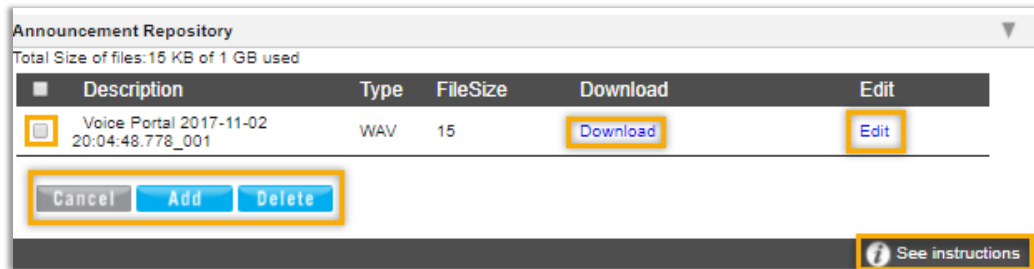 Announcement Repository
Total Size of files:15 KB of 1 GB used
Description Type FileSize Download Edit
Voice Portal 2017-11-02
20:04:48.778_001 WAV 15 Download Edit
Cancel Add Delete
i See instructions